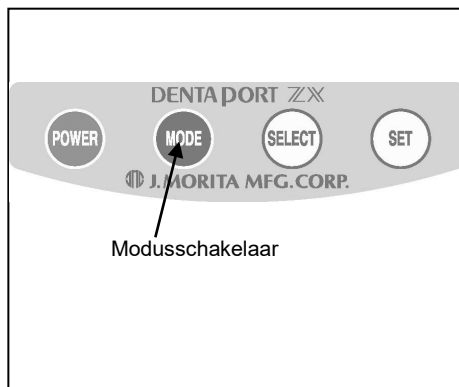 DENTAPORT ZX
POWER MODE SELECT SET
J. MORITA MFG. CORP.
Modusschakelaar